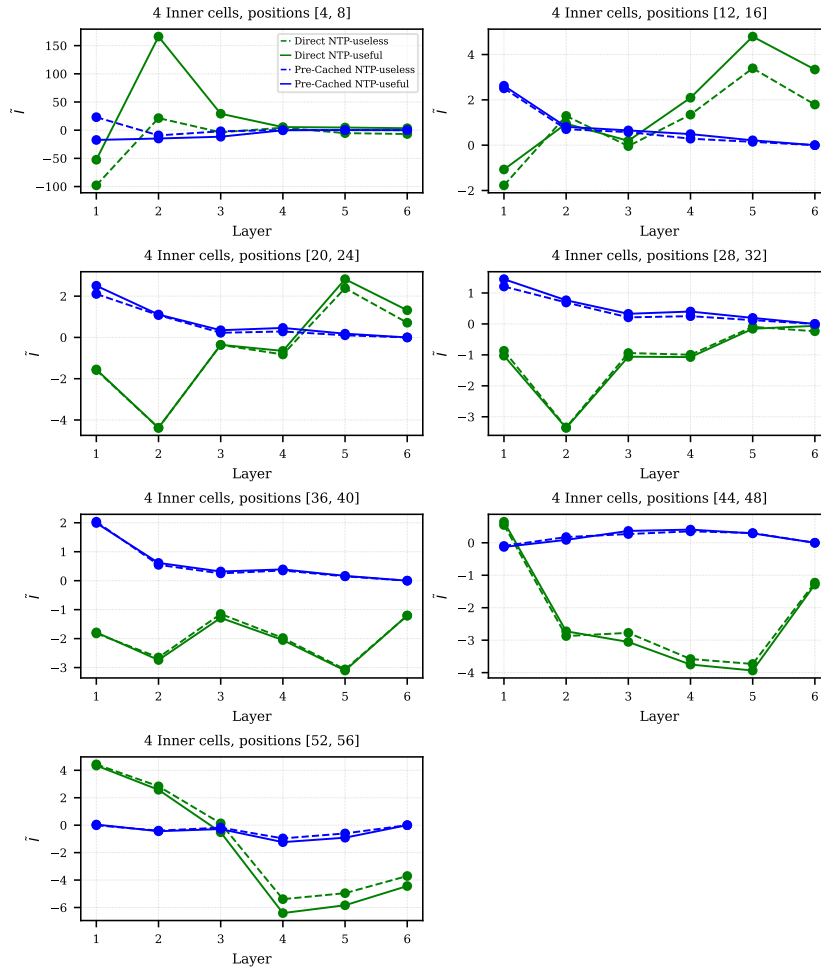 4 Inner cells, positions [4, 8]
Direct NTP-useless
Direct NTP-useful
Pre-Cached NTP-useless
Pre-Cached NTP-useful
150
100
50
0
−50
−100
Ĩ
1 2 3 4 5 6
Layer
4 Inner cells, positions [12, 16]
4
2
0
−2
Ĩ
1 2 3 4 5 6
Layer
4 Inner cells, positions [20, 24]
2
0
−2
−4
Ĩ
1 2 3 4 5 6
Layer
4 Inner cells, positions [28, 32]
1
0
−1
−2
−3
Ĩ
1 2 3 4 5 6
Layer
4 Inner cells, positions [36, 40]
2
1
0
−1
−2
−3
Ĩ
1 2 3 4 5 6
Layer
4 Inner cells, positions [44, 48]
0
−1
−2
−3
−4
Ĩ
1 2 3 4 5 6
Layer
4 Inner cells, positions [52, 56]
4
2
0
−2
−4
−6
Ĩ
1 2 3 4 5 6
Layer